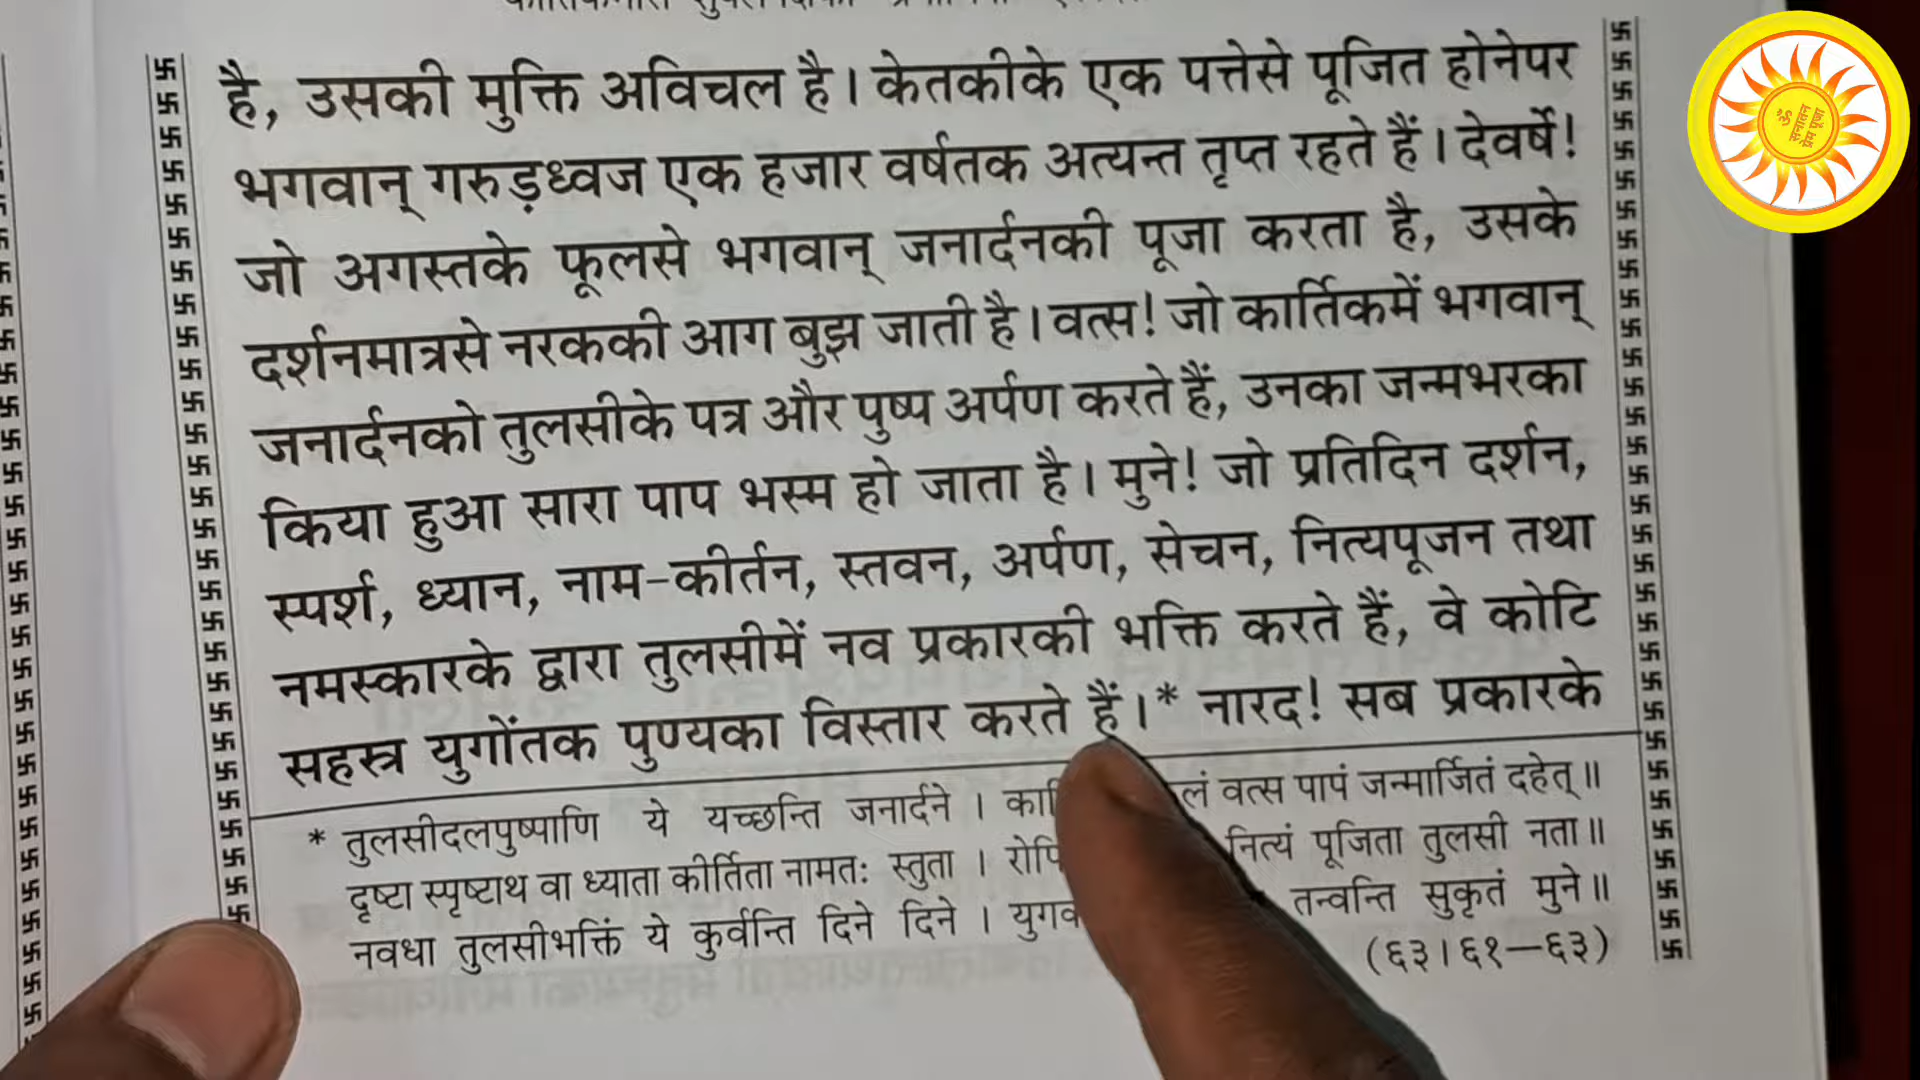 है, उसकी मुक्ति अविचल है। केतकीके एक पत्तेसे पूजित होनेपर
भगवान् गरुड़ध्वज एक हजार वर्षतक अत्यन्त तृप्त रहते हैं। देवर्षे!
जो अगस्तके फूलसे भगवान् जनार्दनकी पूजा करता है, उसके
दर्शनमात्रसे नरककी आग बुझ जाती है। वत्स! जो कार्तिकमें भगवान्
जनार्दनको तुलसीके पत्र और पुष्प अर्पण करते हैं, उनका जन्मभरका
किया हुआ सारा पाप भस्म हो जाता है। मुने! जो प्रतिदिन दर्शन,
स्पर्श, ध्यान, नाम-कीर्तन, स्तवन, अर्पण, सेचन, नित्यपूजन तथा
नमस्कारके द्वारा तुलसीमें नव प्रकारकी भक्ति करते हैं, वे कोटि
सहस्त्र युगोंतक पुण्यका विस्तार करते हैं।* नारद! सब प्रकारके
* तुलसीदलपुष्पाणि ये यच्छन्ति जनार्दने । वत्स पापं जन्मार्जितं दहेत्॥
दृष्टा स्पृष्टाथ वा ध्याता कीर्तिता नामतः स्तुता । नित्यं पूजिता तुलसी नता॥
नवधा तुलसीभक्तिं ये कुर्वन्ति दिने दिने । तन्वन्ति सुकृतं मुने॥
(६३।६१—६३)
ॐ
सनातन
प्रेम पूजा